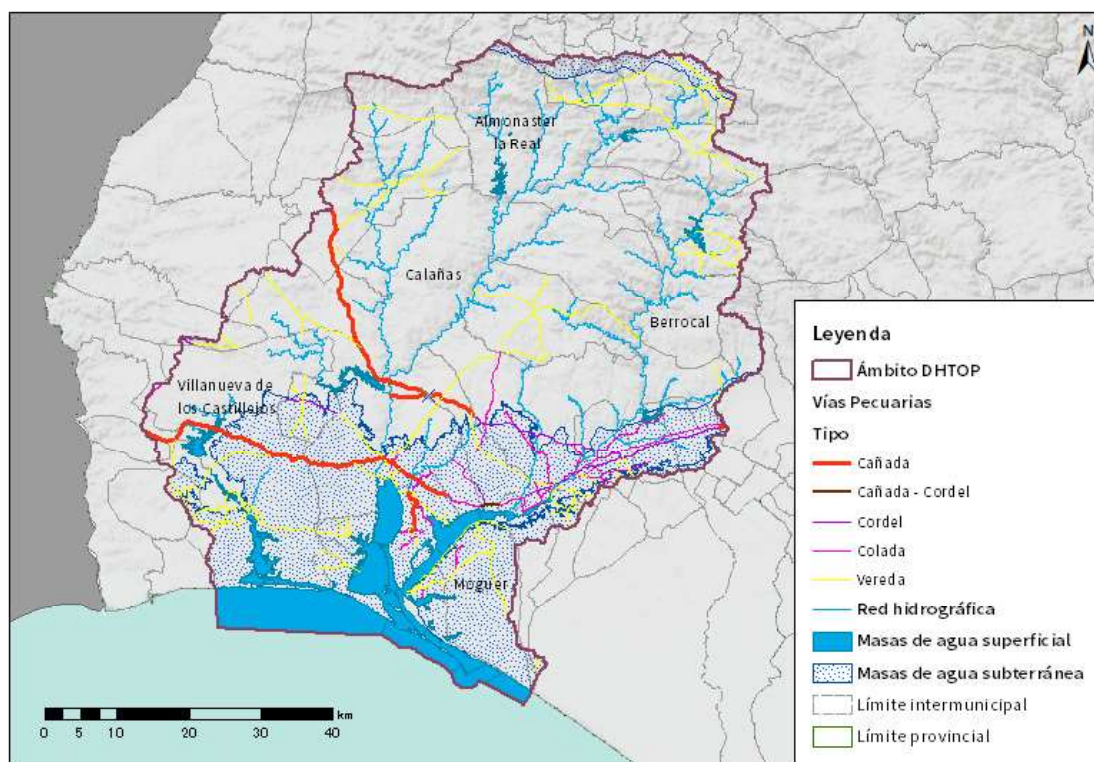 N
Almonaster
la Real
Calañas
Berrocal
Villanueva de
los Castillejos
Moguer
km
0 5 10 20 30 40
Leyenda
Ámbito DHTOP
Vías Pecuarias
Tipo
Cañada
Cañada - Cordel
Cordel
Colada
Vereda
Red hidrográfica
Masas de agua superficial
Masas de agua subterránea
Límite intermunicipal
Límite provincial